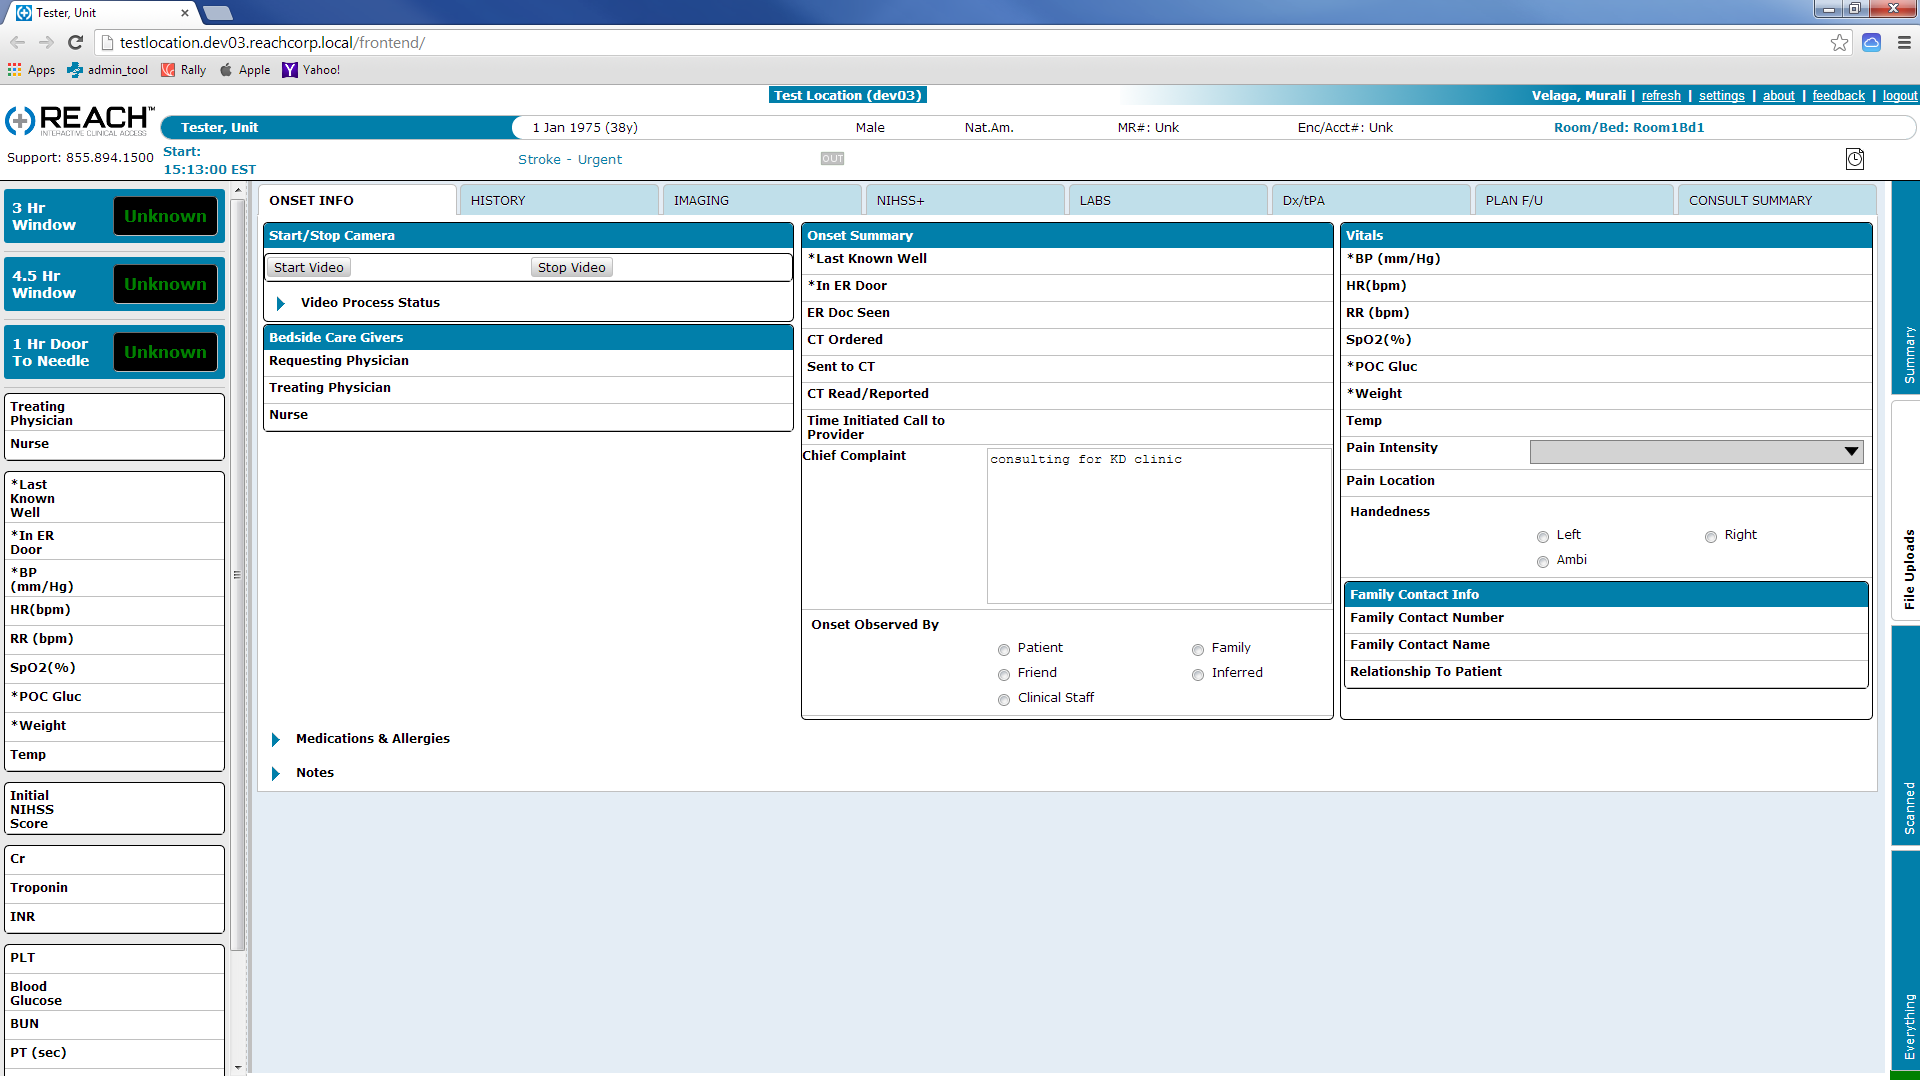 Tester, Unit
testlocation.dev03.reachcorp.local/frontend/
Apps admin_tool Rally Apple Yahoo!
Test Location (dev03)
Velaga, Murali | refresh | settings | about | feedback | logout
REACH™
INTERACTIVE CLINICAL ACCESS
Tester, Unit 1 Jan 1975 (38y) Male Nat.Am. MR#: Unk Enc/Acct#: Unk Room/Bed: Room1Bd1
Support: 855.894.1500
Start:
15:13:00 EST
Stroke - Urgent
OUT
3 Hr
Window
Unknown
4.5 Hr
Window
Unknown
1 Hr Door
To Needle
Unknown
Treating
Physician
Nurse
*Last
Known
Well
*In ER
Door
*BP
(mm/Hg)
HR(bpm)
RR (bpm)
SpO2(%)
*POC Gluc
*Weight
Temp
Initial
NIHSS
Score
Cr
Troponin
INR
PLT
Blood
Glucose
BUN
PT (sec)
ONSET INFO HISTORY IMAGING NIHSS+ LABS Dx/tPA PLAN F/U CONSULT SUMMARY
Start/Stop Camera
Start Video Stop Video
Video Process Status
Bedside Care Givers
Requesting Physician
Treating Physician
Nurse
Onset Summary
*Last Known Well
*In ER Door
ER Doc Seen
CT Ordered
Sent to CT
CT Read/Reported
Time Initiated Call to
Provider
Chief Complaint
consulting for KD clinic
Onset Observed By
Patient Family
Friend Inferred
Clinical Staff
Vitals
*BP (mm/Hg)
HR(bpm)
RR (bpm)
SpO2(%)
*POC Gluc
*Weight
Temp
Pain Intensity
Pain Location
Handedness
Left Right
Ambi
Family Contact Info
Family Contact Number
Family Contact Name
Relationship To Patient
Medications & Allergies
Notes
Summary
File Uploads
Scanned
Everything